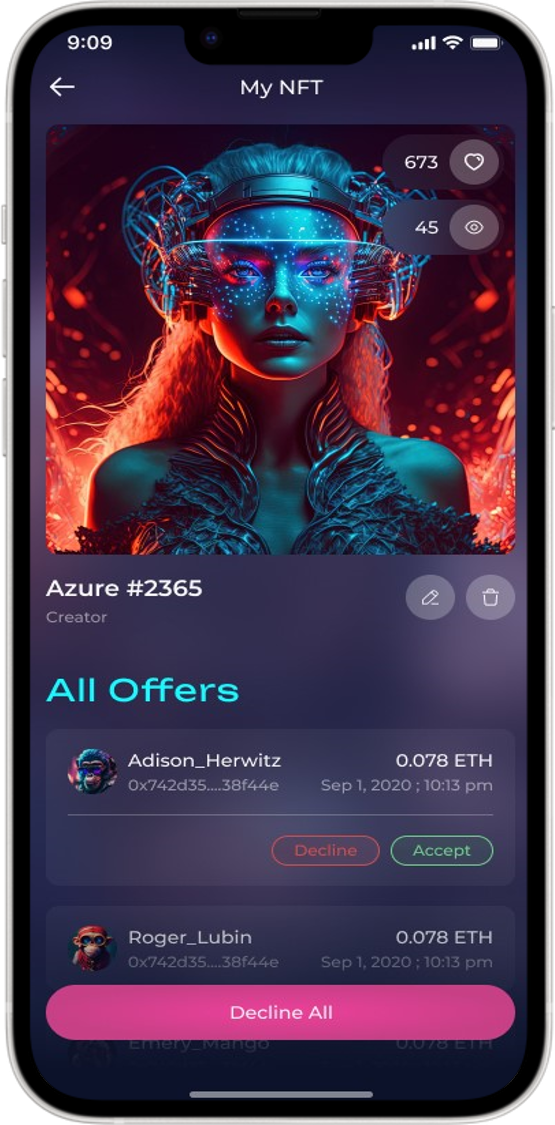 9:09
My NFT
673
45
Azure #2365
Creator
All Offers
Adison_Herwitz 0.078 ETH
0x742d35....38f44e Sep 1, 2020 ; 10:13 pm
Decline Accept
Roger_Lubin 0.078 ETH
0x742d35....38f44e Sep 1, 2020 ; 10:13 pm
Decline All
Emery_Mango 0.078 ETH